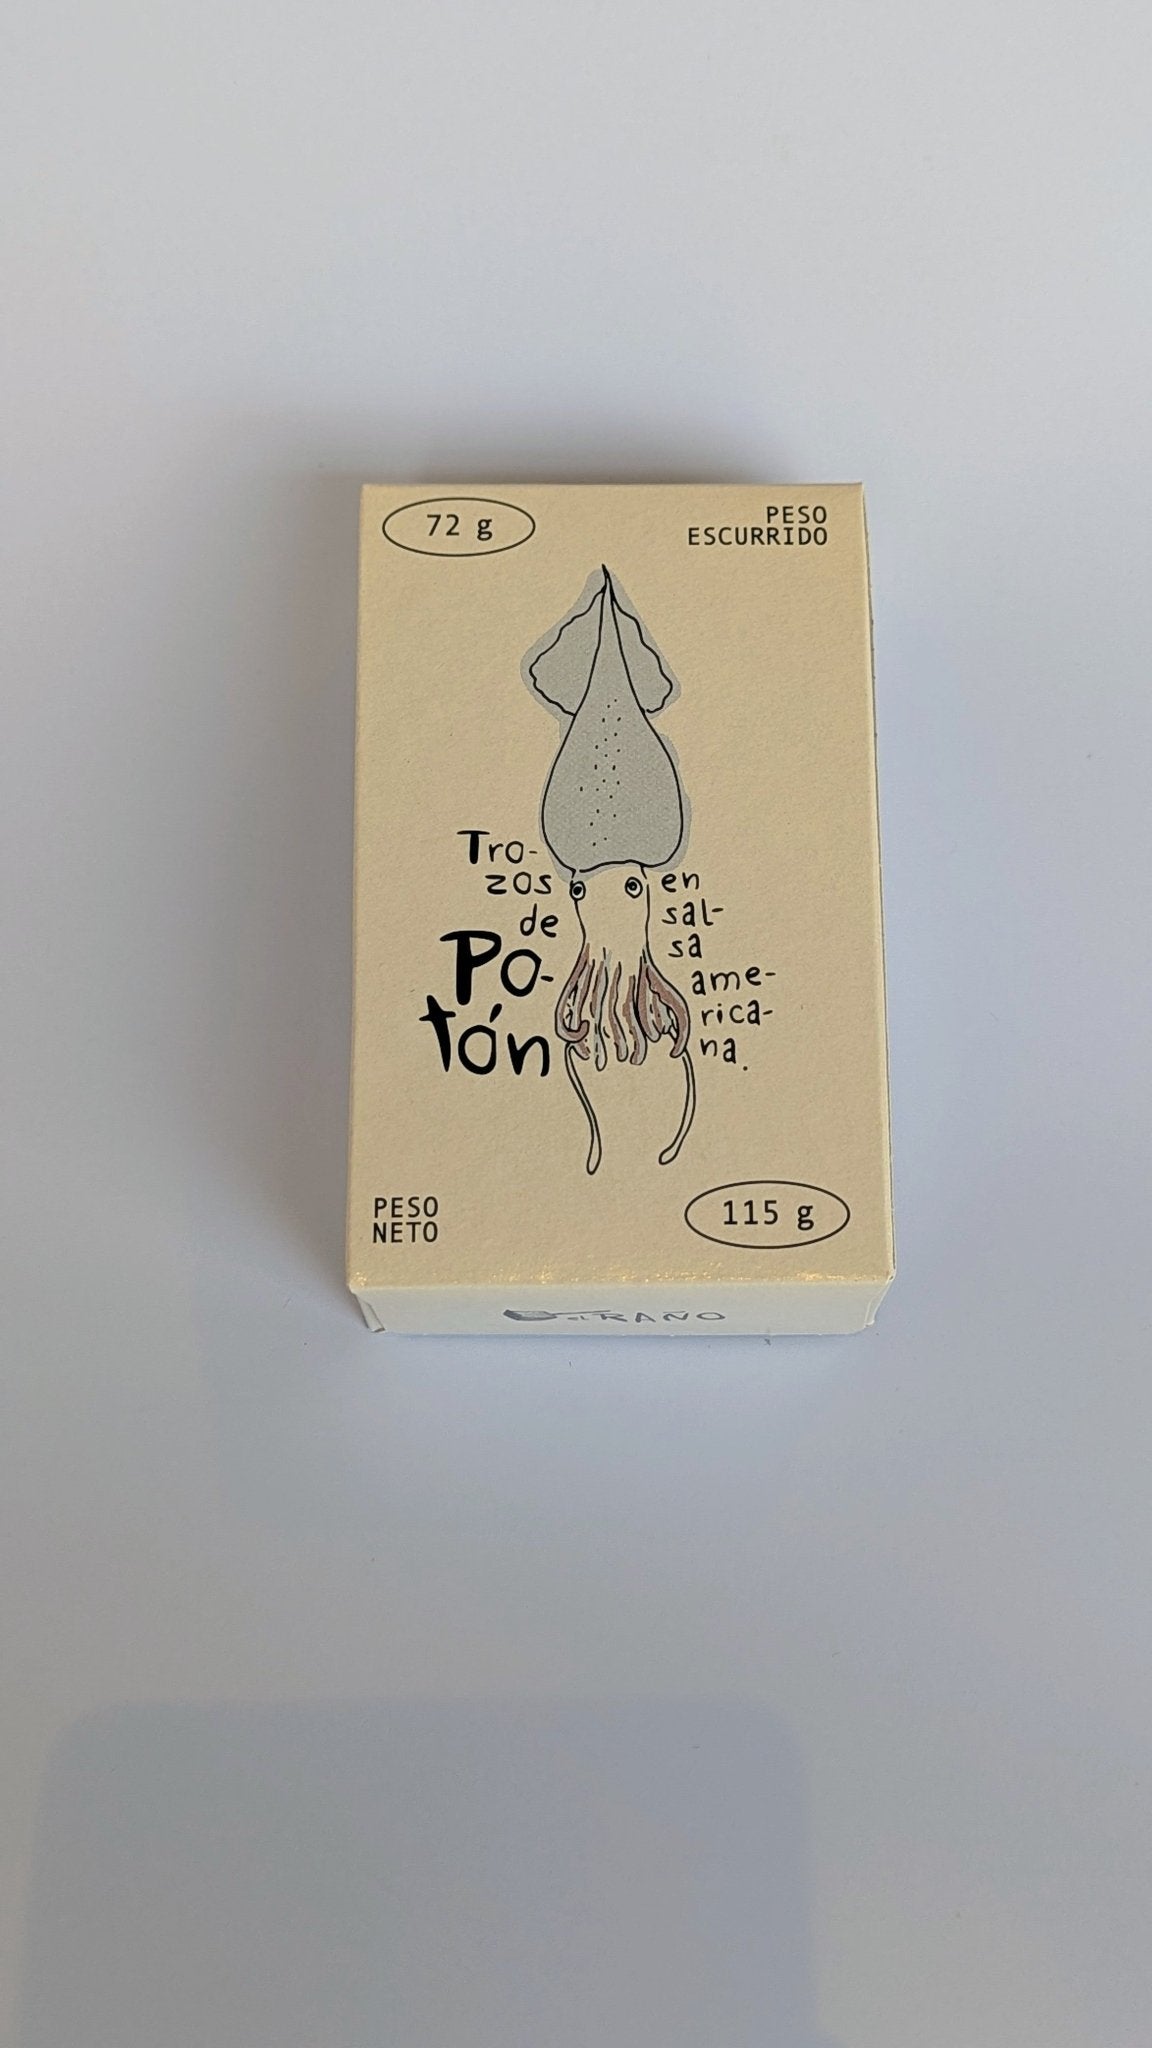 72 g
PESO
ESCURRIDO
Tro-
zos
de
Po-
tón
en
sal-
sa
ame-
rica-
na.
PESO
NETO
115 g